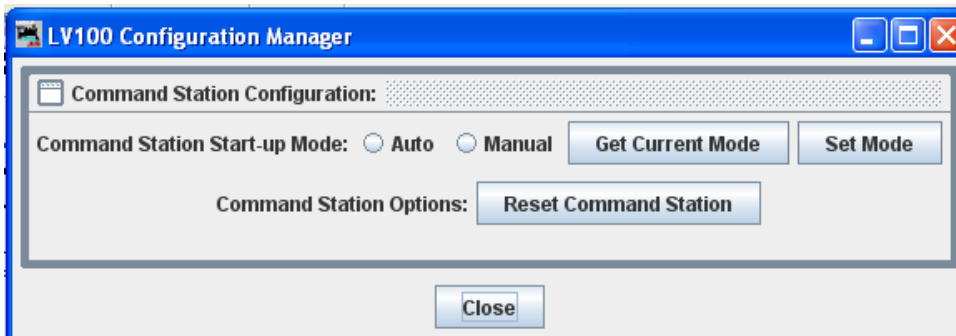 LV100 Configuration Manager
Command Station Configuration:
Command Station Start-up Mode: Auto Manual Get Current Mode Set Mode
Command Station Options: Reset Command Station
Close